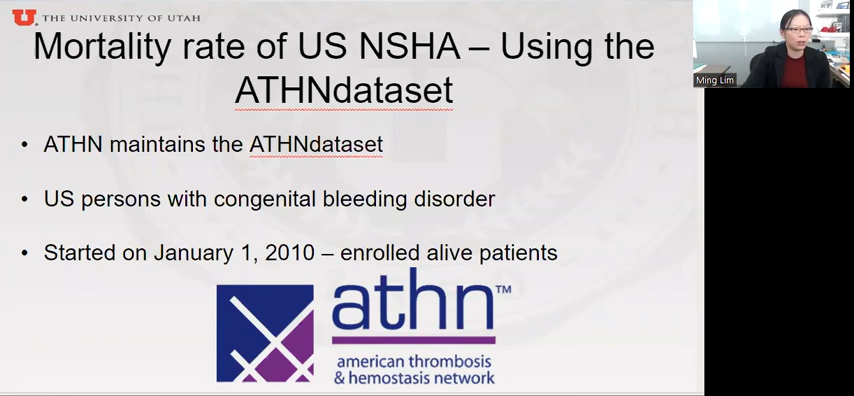 THE UNIVERSITY OF UTAH
Mortality rate of US NSHA – Using the
ATHNdataset
• ATHN maintains the ATHNdataset
• US persons with congenital bleeding disorder
• Started on January 1, 2010 – enrolled alive patients
athn™
american thrombosis
& hemostasis network
Ming Lim